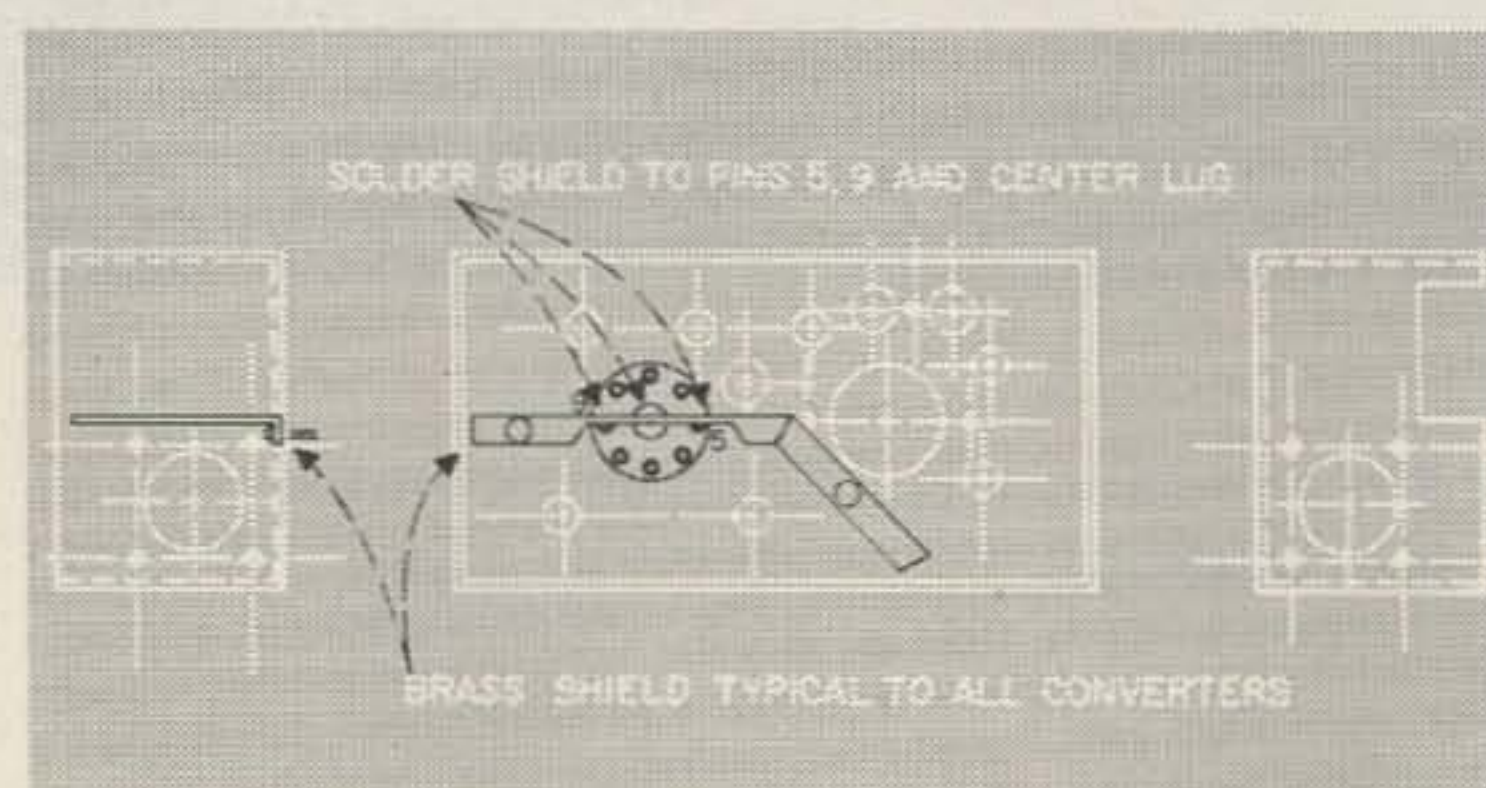 SOLDER SHIELD TO PINS 5, 9 AND CENTER LUG
5
BRASS SHIELD TYPICAL TO ALL CONVERTERS